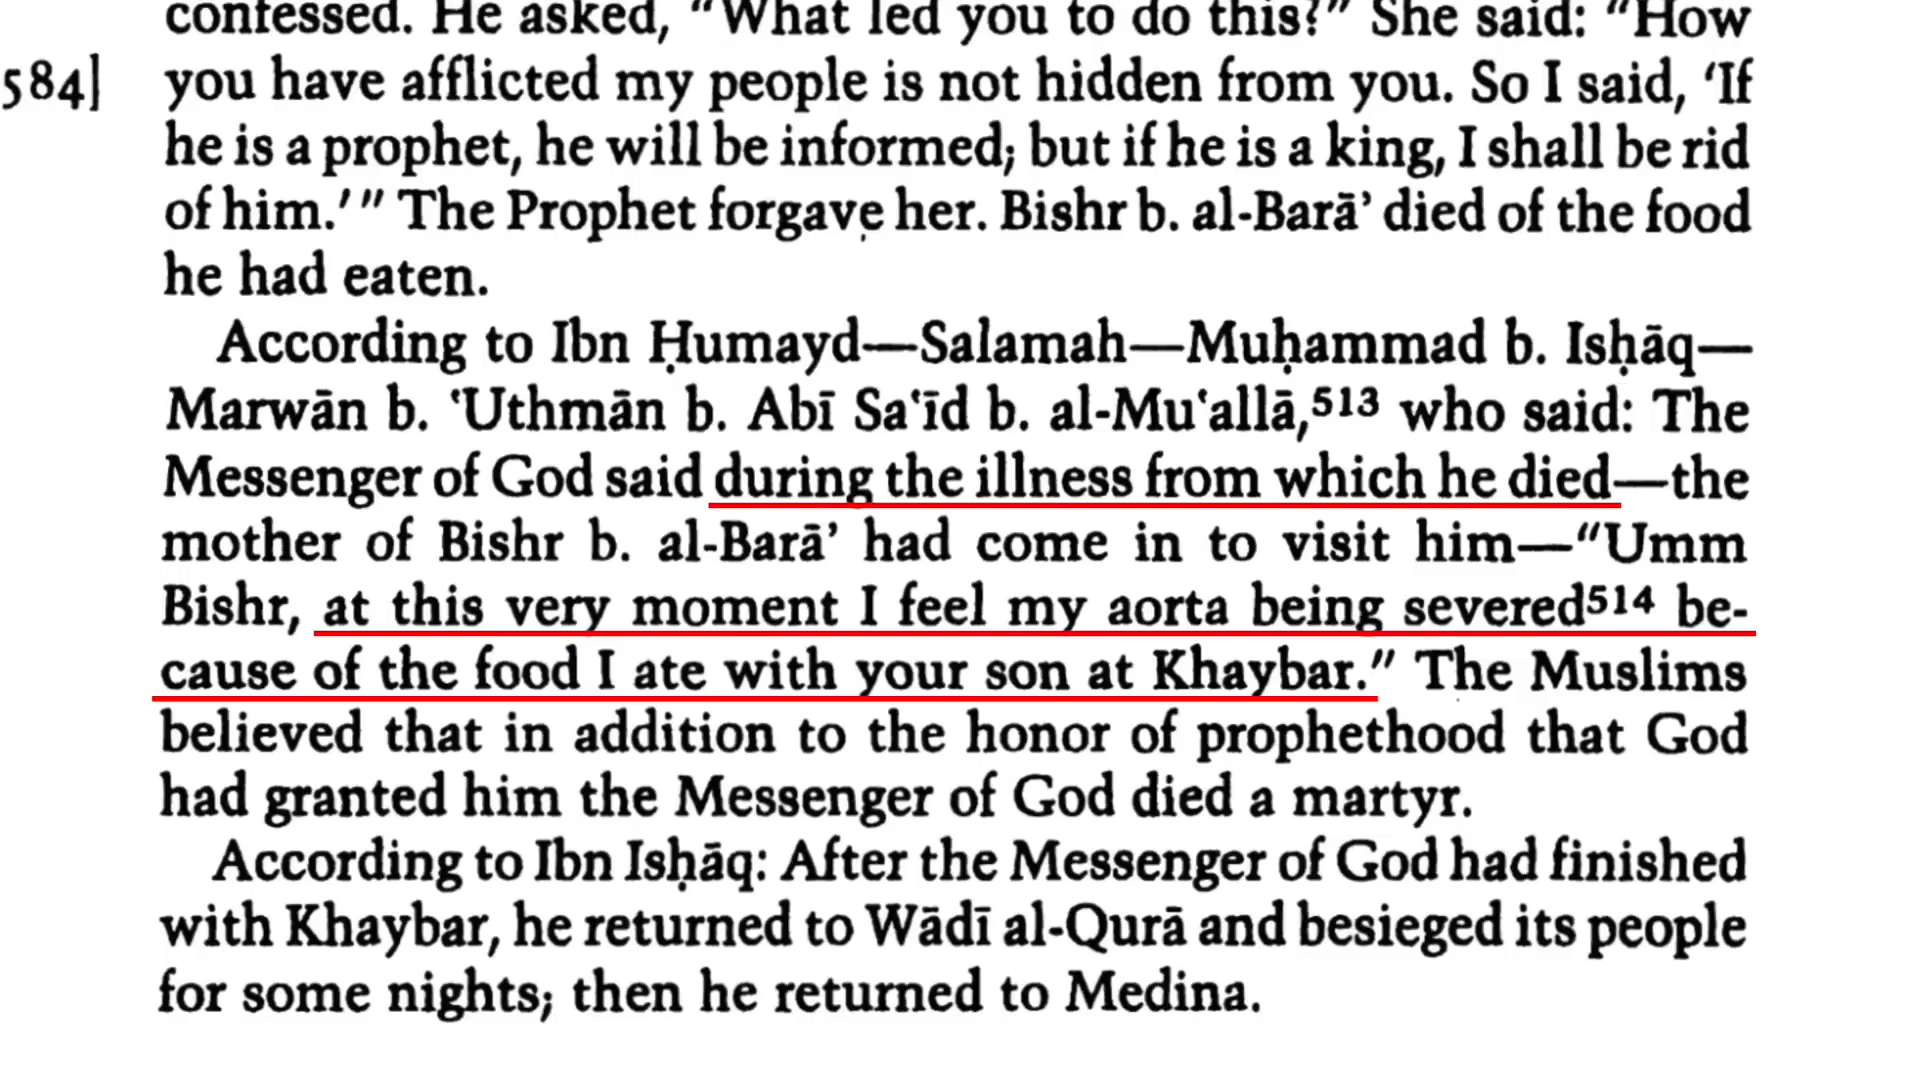 confessed. He asked, “What led you to do this?” She said: “How
584] you have afflicted my people is not hidden from you. So I said, ‘If
he is a prophet, he will be informed; but if he is a king, I shall be rid
of him.’” The Prophet forgave her. Bishr b. al-Barā’ died of the food
he had eaten.
According to Ibn Ḥumayd—Salamah—Muḥammad b. Isḥāq—
Marwān b. ‘Uthmān b. Abī Sa‘īd b. al-Mu‘allā,⁵¹³ who said: The
Messenger of God said during the illness from which he died—the
mother of Bishr b. al-Barā’ had come in to visit him—“Umm
Bishr, at this very moment I feel my aorta being severed⁵¹⁴ be-
cause of the food I ate with your son at Khaybar.” The Muslims
believed that in addition to the honor of prophethood that God
had granted him the Messenger of God died a martyr.
According to Ibn Isḥāq: After the Messenger of God had finished
with Khaybar, he returned to Wādī al-Qurā and besieged its people
for some nights; then he returned to Medina.